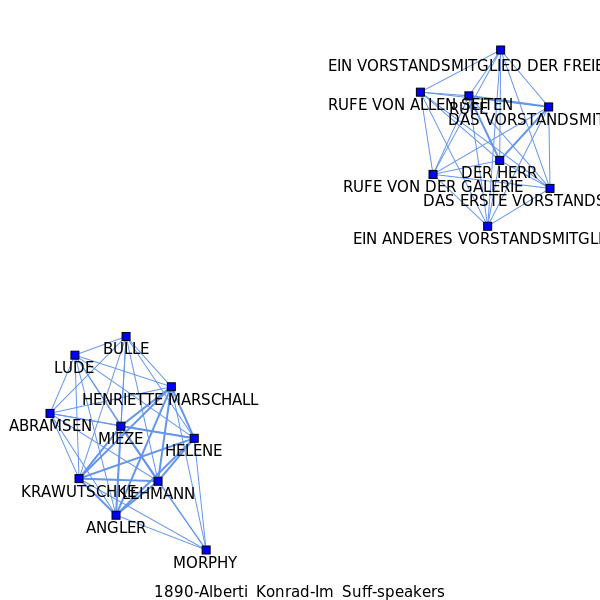 EIN VORSTANDSMITGLIED DER FREIE
RUFE VON ALLEN SEITEN
RUFE
DAS VORSTANDSMIT
DER HERR
RUFE VON DER GALERIE
DAS ERSTE VORSTANDS
EIN ANDERES VORSTANDSMITGLI
BULLE
LUDE
HENRIETTE MARSCHALL
ABRAMSEN
MIEZE
HELENE
KRAWUTSCHKE
LEHMANN
ANGLER
MORPHY
1890-Alberti_Konrad-Im_Suff-speakers